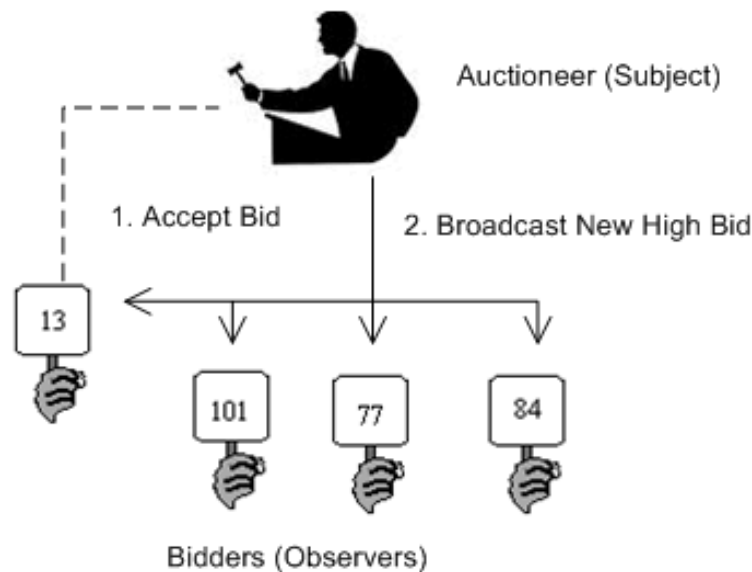 Auctioneer (Subject)
1. Accept Bid
2. Broadcast New High Bid
13
101
77
84
Bidders (Observers)